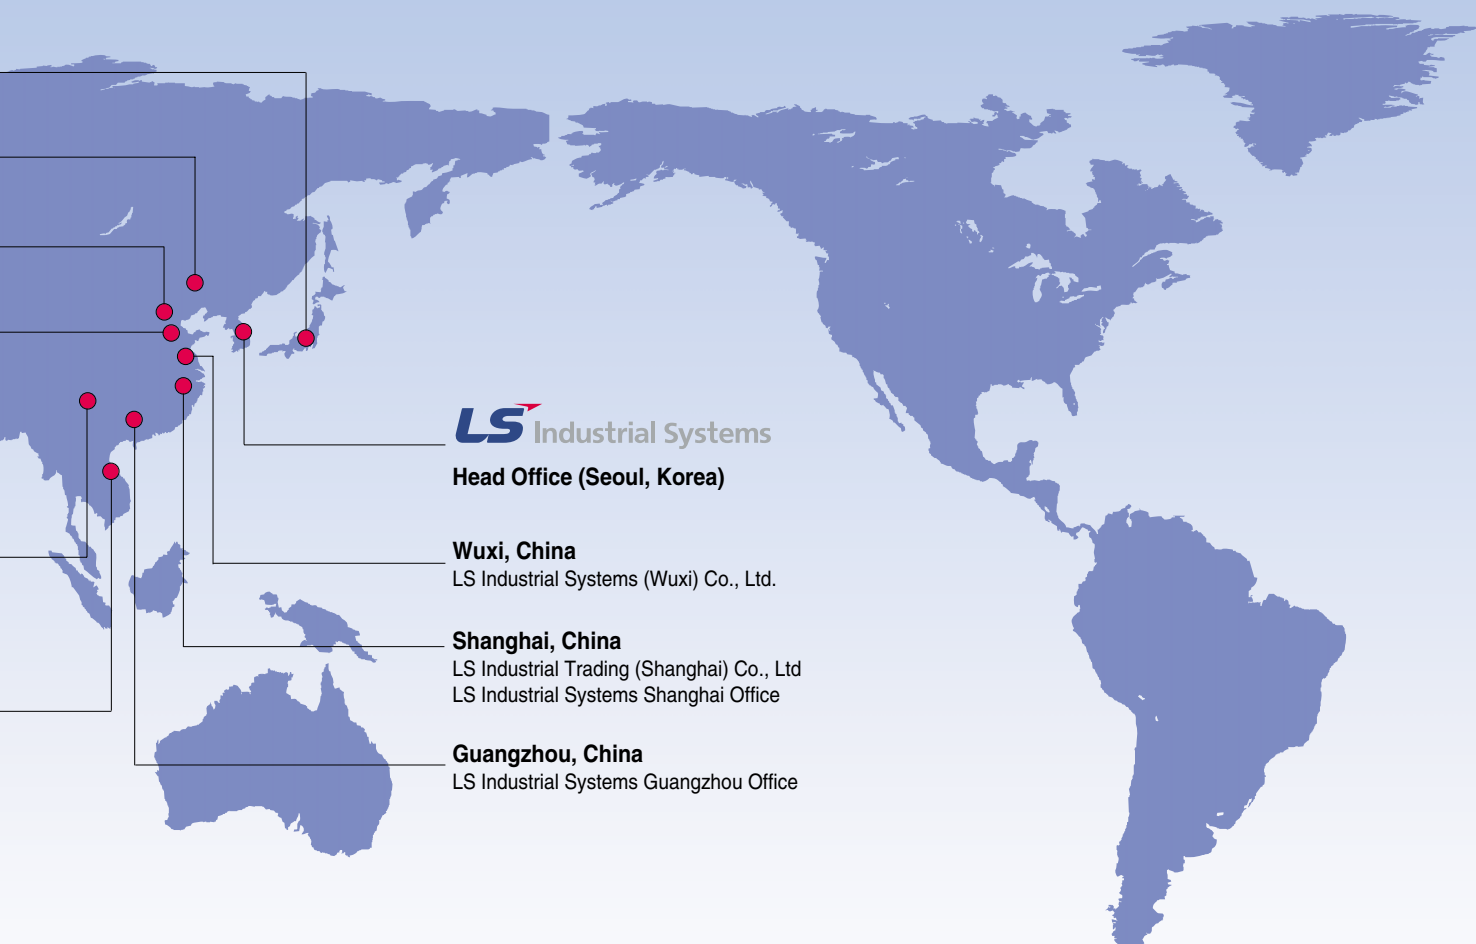 LS Industrial Systems
Head Office (Seoul, Korea)
Wuxi, China
LS Industrial Systems (Wuxi) Co., Ltd.
Shanghai, China
LS Industrial Trading (Shanghai) Co., Ltd
LS Industrial Systems Shanghai Office
Guangzhou, China
LS Industrial Systems Guangzhou Office